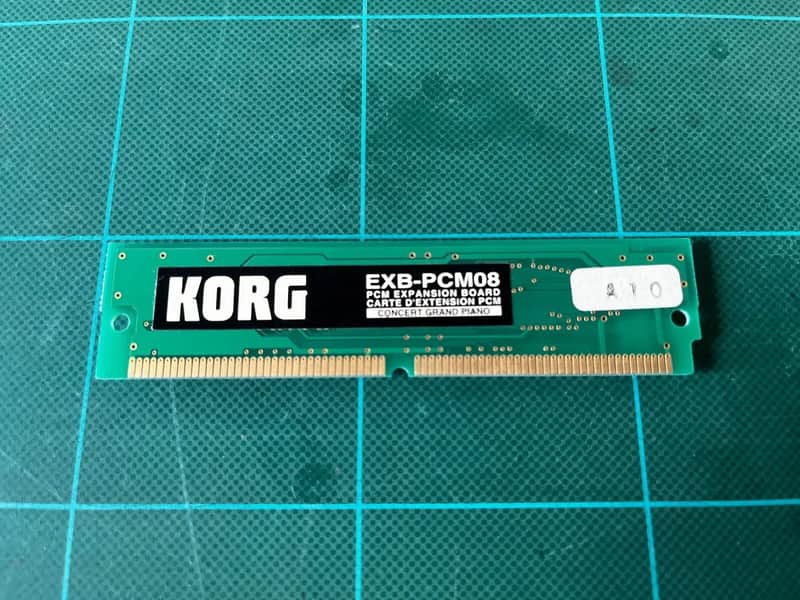 KORG
EXB-PCM08
PCM EXPANSION BOARD
CARTE D'EXTENSION PCM
CONCERT GRAND PIANO